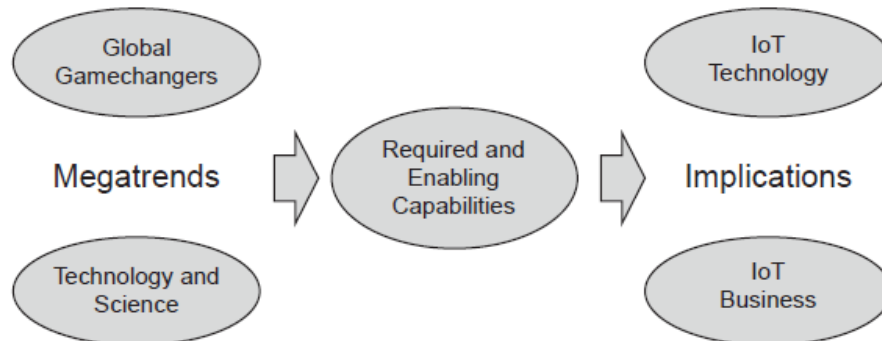 Global
Gamechangers
Megatrends
Technology and
Science
Required and
Enabling
Capabilities
IoT
Technology
Implications
IoT
Business